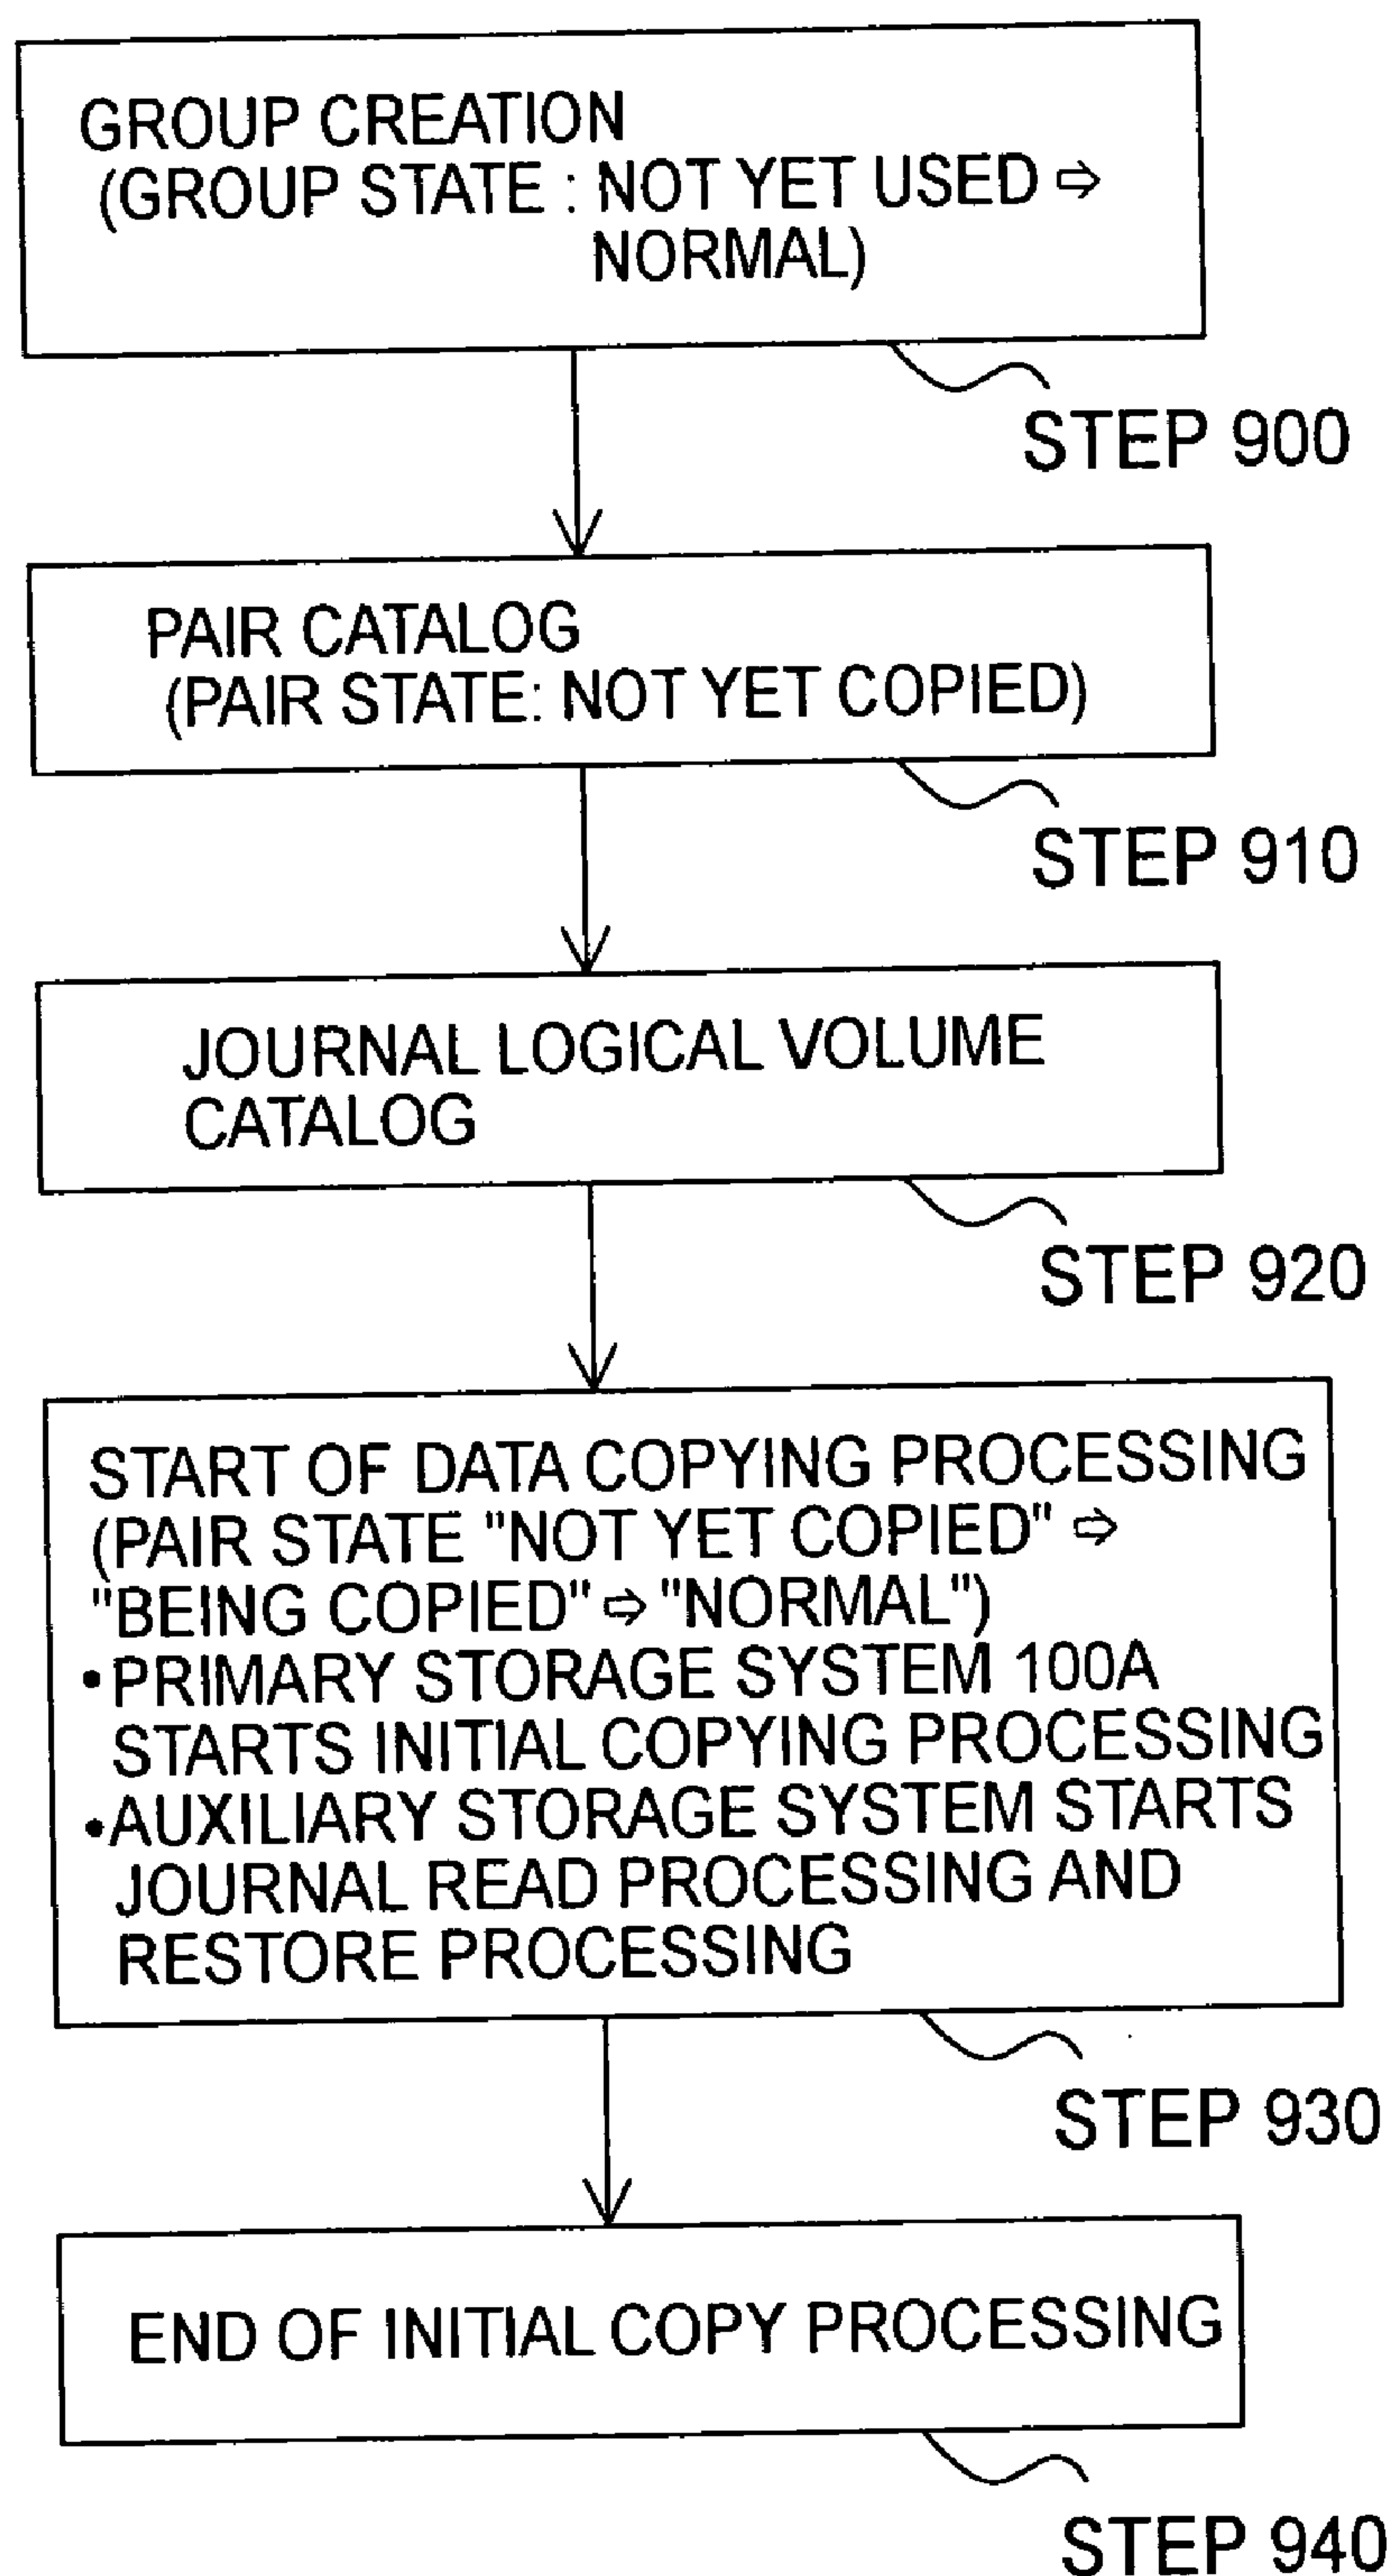 GROUP CREATION
(GROUP STATE : NOT YET USED ⇨
NORMAL)
STEP 900
PAIR CATALOG
(PAIR STATE: NOT YET COPIED)
STEP 910
JOURNAL LOGICAL VOLUME
CATALOG
STEP 920
START OF DATA COPYING PROCESSING
(PAIR STATE "NOT YET COPIED" ⇨
"BEING COPIED" ⇨ "NORMAL")
• PRIMARY STORAGE SYSTEM 100A
STARTS INITIAL COPYING PROCESSING
• AUXILIARY STORAGE SYSTEM STARTS
JOURNAL READ PROCESSING AND
RESTORE PROCESSING
STEP 930
END OF INITIAL COPY PROCESSING
STEP 940